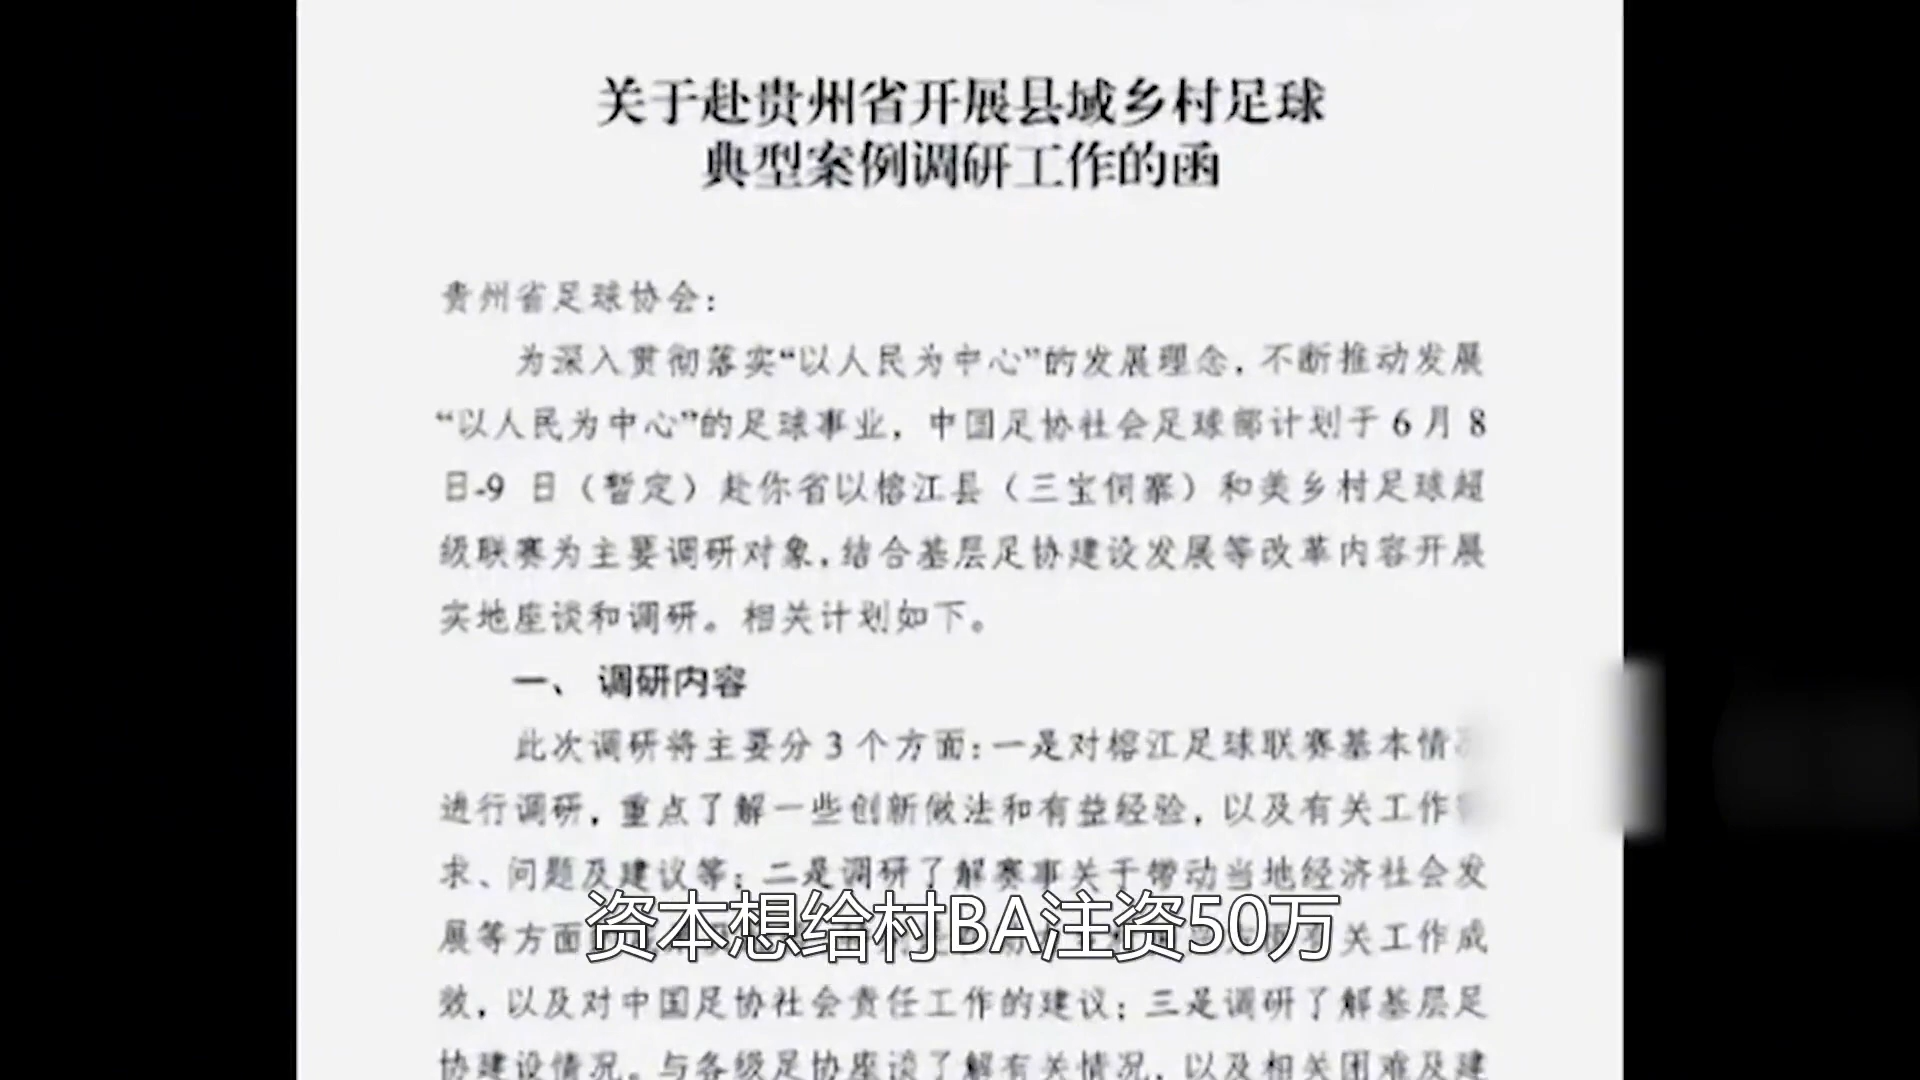 关于赴贵州省开展县域乡村足球
典型案例调研工作的函
贵州省足球协会：
为深入贯彻落实“以人民为中心”的发展理念，不断推动发展
“以人民为中心”的足球事业，中国足协社会足球部计划于6月8
日-9 日（暂定）赴你省以榕江县（三宝侗寨）和美乡村足球超
级联赛为主要调研对象，结合基层足协建设发展等改革内容开展
实地座谈和调研。相关计划如下。
一、 调研内容
此次调研将主要分3个方面：一是对榕江足球联赛基本情
进行调研，重点了解一些创新做法和有益经验，以及有关工作
求、问题及建议等；二是调研了解赛事关于带动当地经济社会发
展等方面 关工作成
资本想给村BA注资50万
效，以及对中国足协社会责任工作的建议；三是调研了解基层足
协建设情况。与各级足协座谈了解有关情况，以及相关困难及建